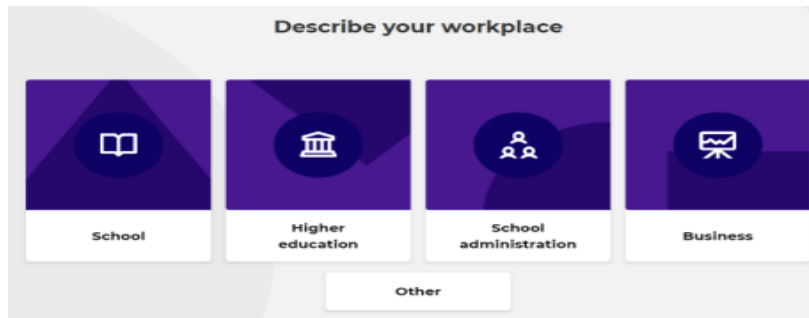 Describe your workplace
School
Higher
education
School
administration
Business
Other